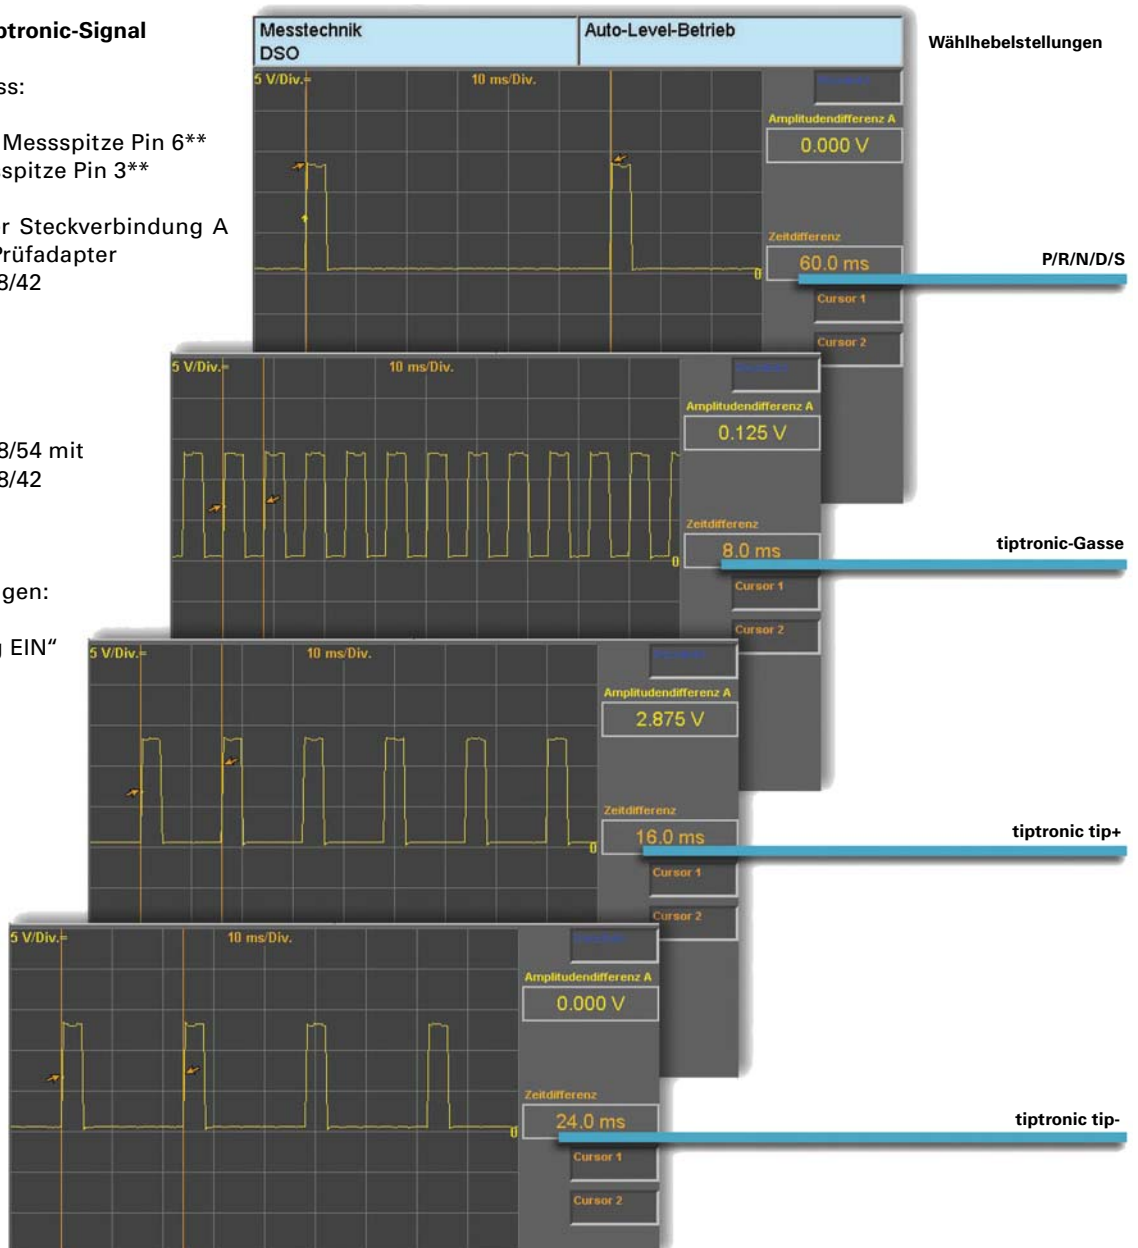 ptronic-Signal
ss:
Messspitze Pin 6**
spitze Pin 3**
r Steckverbindung A
Prüfadapter
8/42
8/54 mit
8/42
gen:
g EIN“
Wählhebelstellungen
Messtechnik
DSO
Auto-Level-Betrieb
5 V/Div.=
10 ms/Div.
Amplitudendifferenz A
0.000 V
Zeitdifferenz
60.0 ms
Cursor 1
Cursor 2
P/R/N/D/S
5 V/Div.=
10 ms/Div.
Amplitudendifferenz A
0.125 V
Zeitdifferenz
8.0 ms
Cursor 1
Cursor 2
tiptronic-Gasse
5 V/Div.=
10 ms/Div.
Amplitudendifferenz A
2.875 V
Zeitdifferenz
16.0 ms
Cursor 1
Cursor 2
tiptronic tip+
5 V/Div.=
10 ms/Div.
Amplitudendifferenz A
0.000 V
Zeitdifferenz
24.0 ms
Cursor 1
Cursor 2
tiptronic tip-